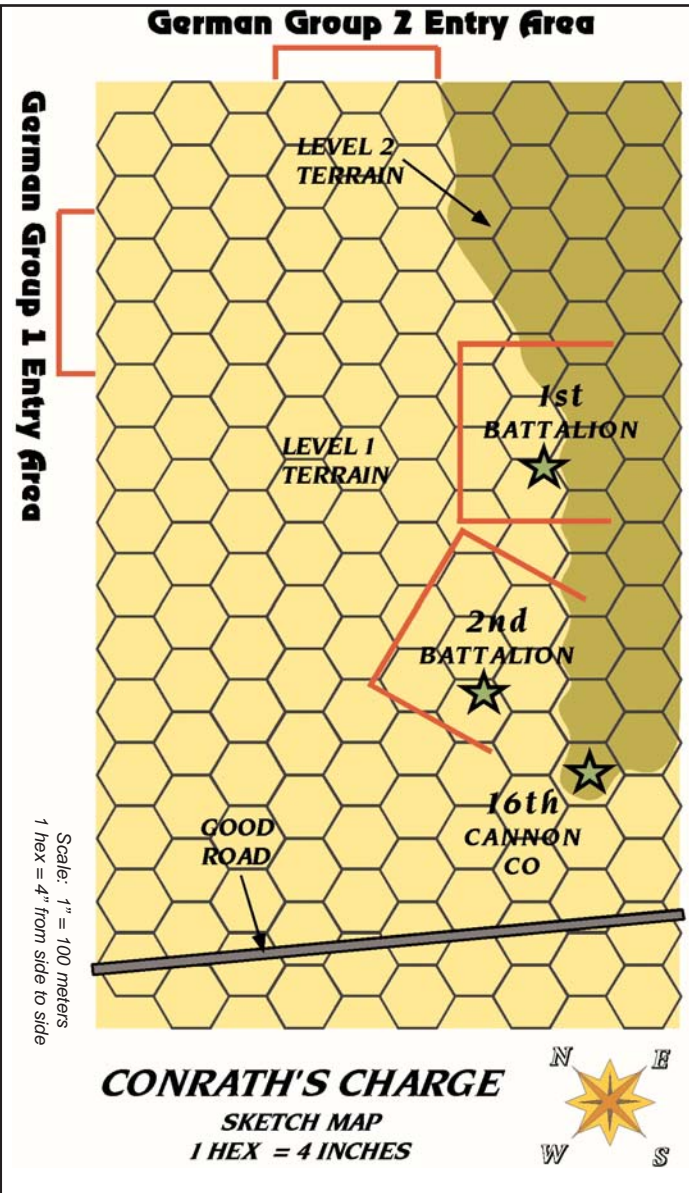 German Group 2 Entry Area
German Group 1 Entry Area
LEVEL 2
TERRAIN
1st
BATTALION
LEVEL 1
TERRAIN
2nd
BATTALION
16th
CANNON
CO
GOOD
ROAD
Scale: 1" = 100 meters
1 hex = 4" from side to side
CONRATH'S CHARGE
SKETCH MAP
1 HEX = 4 INCHES
N
E
W
S